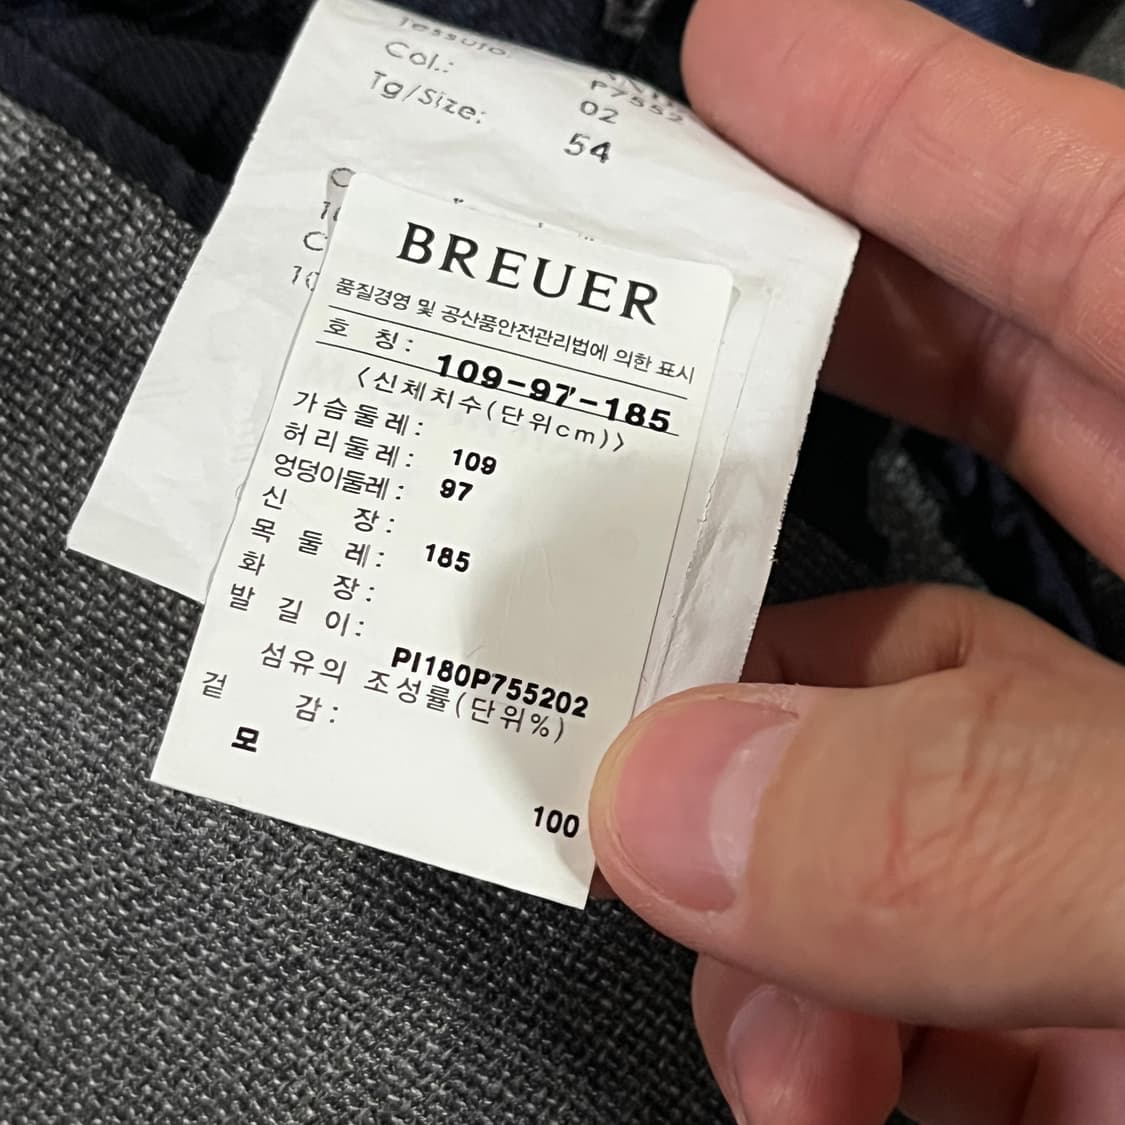 Tessuto:
Col.: P7552
02
Tg/Size: 54
BREUER
품질경영 및 공산품안전관리법에 의한 표시
호 칭: 109-97-185
<신체치수(단위cm)>
가슴둘레: 109
허리둘레: 97
엉덩이둘레:
신 장: 185
목 둘 레:
화 장:
발 길 이:
PI180P755202
섬유의 조성률(단위%)
겉 감:
모 100